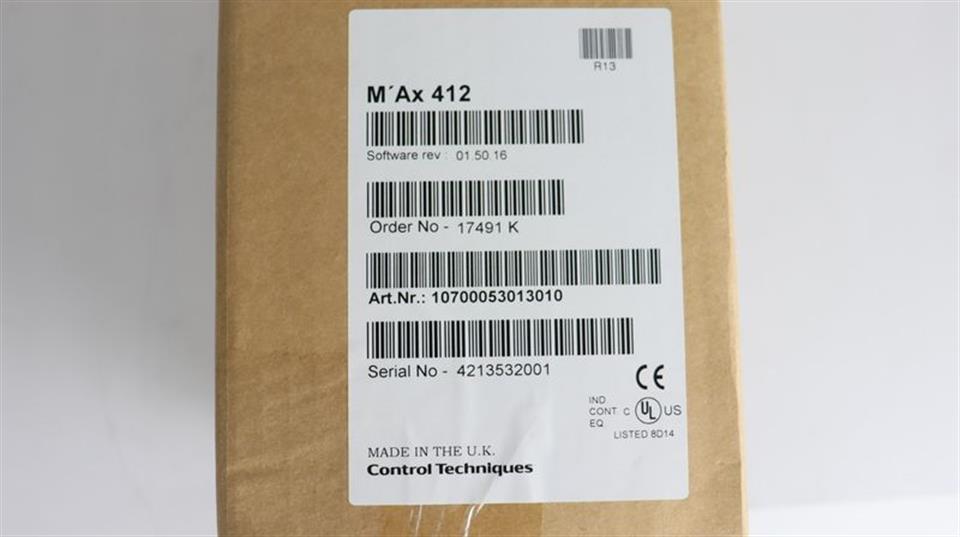 R13
M´Ax 412
Software rev : 01.50.16
Order No - 17491 K
Art.Nr.: 10700053013010
Serial No - 4213532001
CE
IND
CONT. C UL US
EQ
LISTED 8D14
MADE IN THE U.K.
Control Techniques